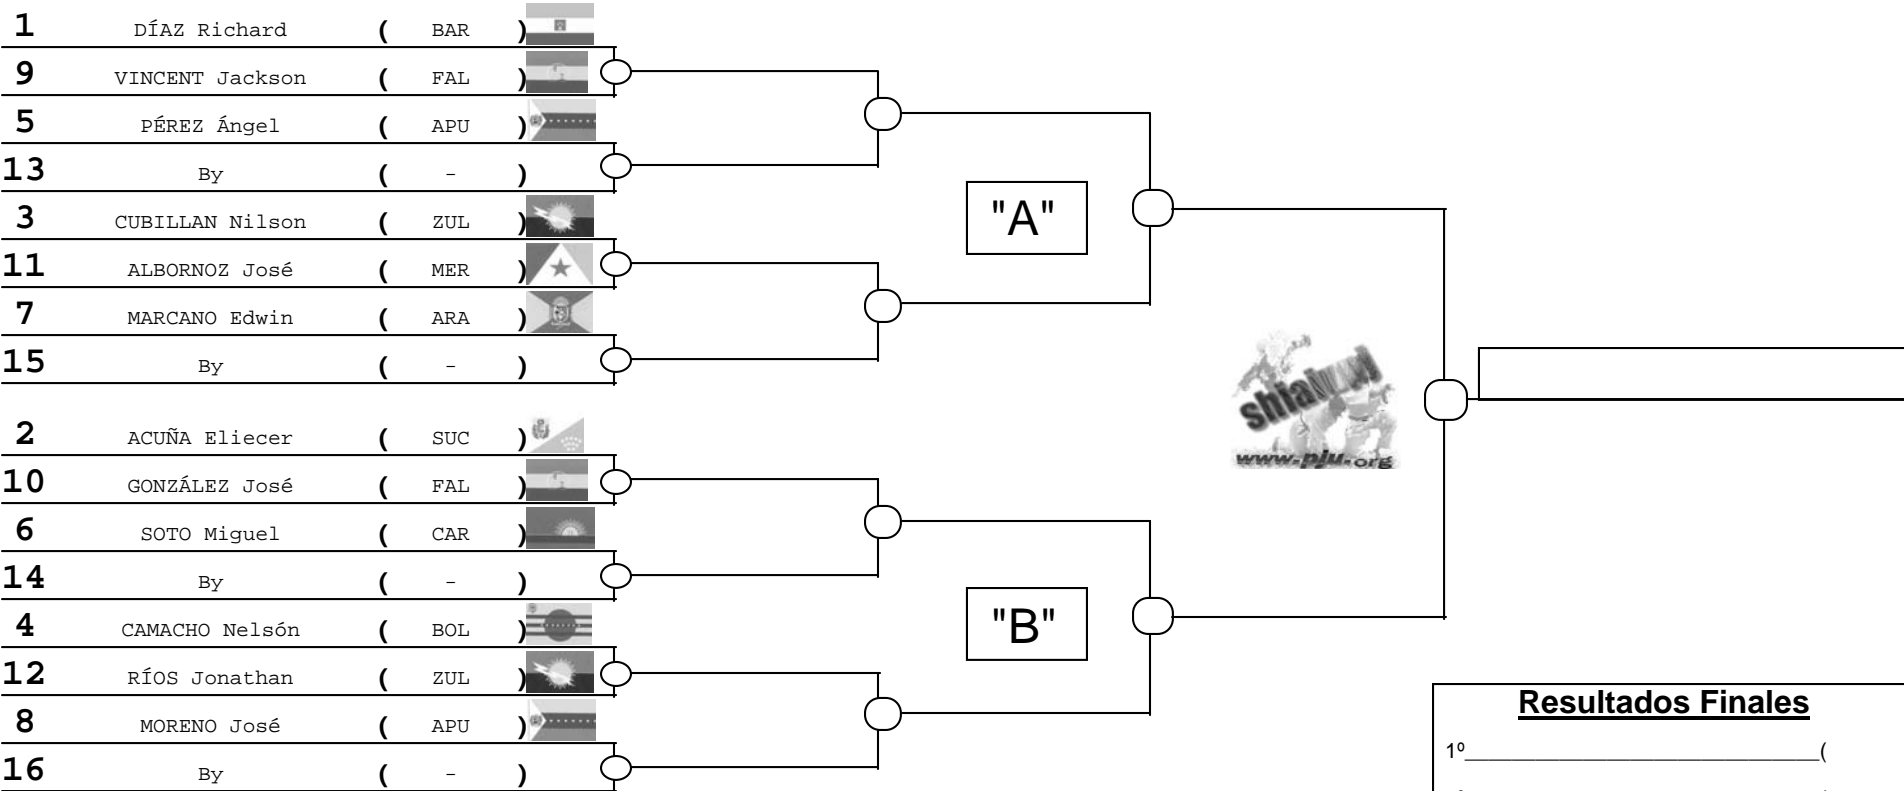 1 DÍAZ Richard ( BAR )
9 VINCENT Jackson ( FAL )
5 PÉREZ Ángel ( APU )
13 By ( - )
3 CUBILLAN Nilson ( ZUL )
11 ALBORNOZ José ( MER )
7 MARCANO Edwin ( ARA )
15 By ( - )
"A"
shiai
www.pju.org
2 ACUÑA Eliecer ( SUC )
10 GONZÁLEZ José ( FAL )
6 SOTO Miguel ( CAR )
14 By ( - )
4 CAMACHO Nelsón ( BOL )
12 RÍOS Jonathan ( ZUL )
8 MORENO José ( APU )
16 By ( - )
"B"
Resultados Finales
1º________________________________(